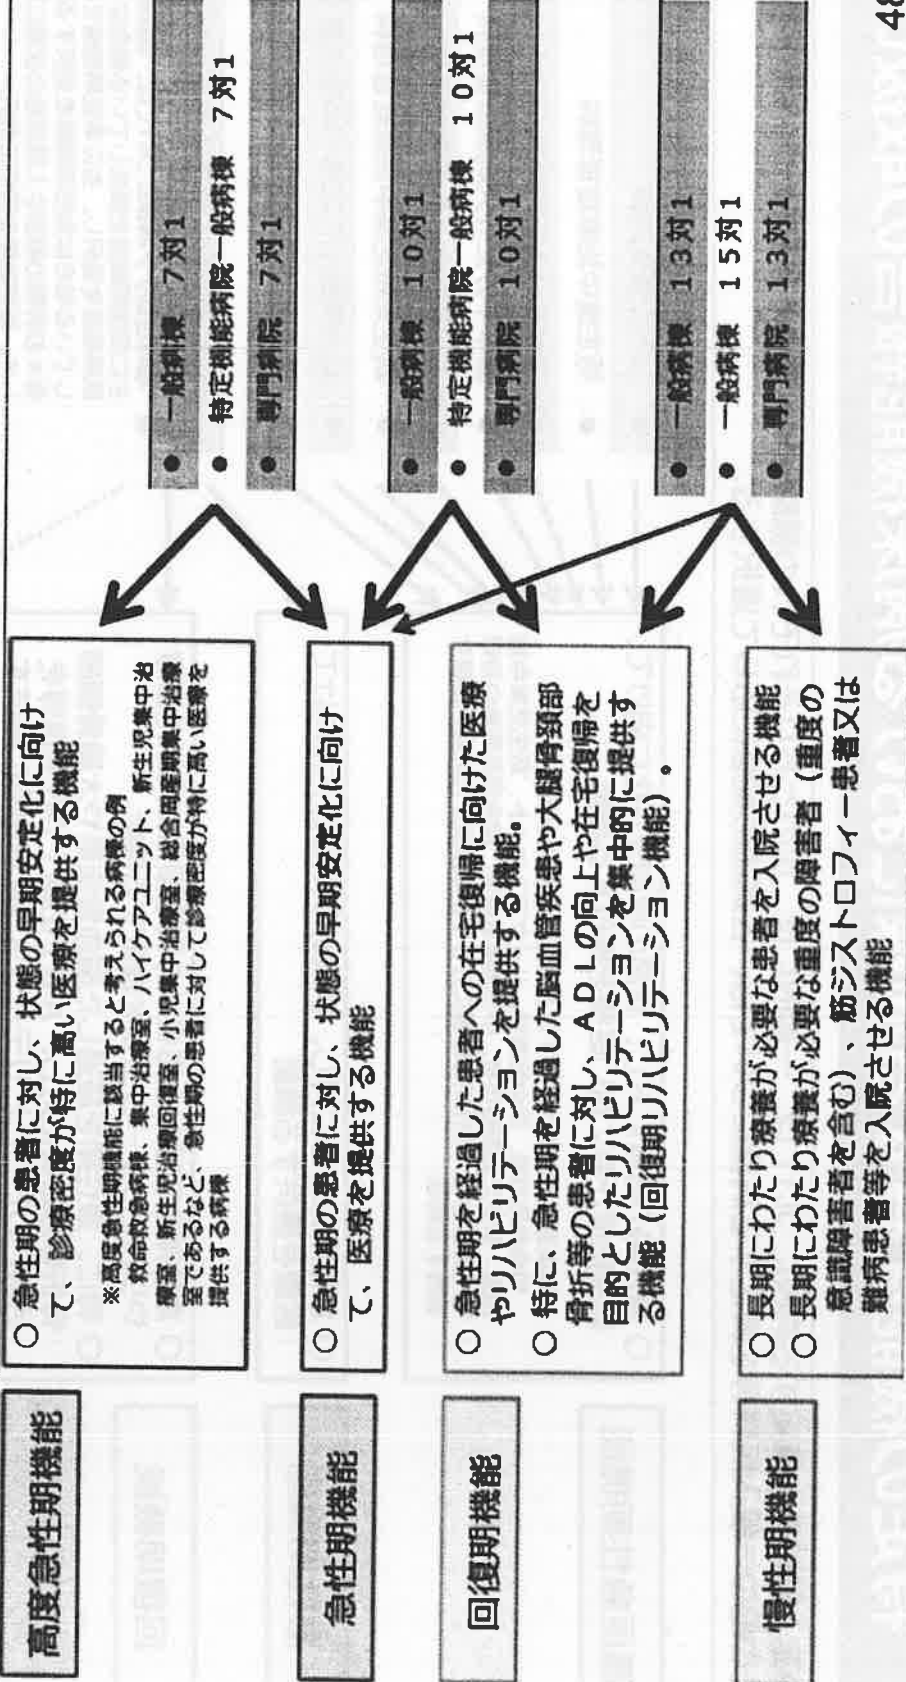 高度急性期機能
○ 急性期の患者に対し、状態の早期安定化に向け
て、診療密度が特に高い医療を提供する機能
※高度急性期機能に該当すると考えられる病棟の例
救命救急病棟、集中治療室、ハイケアユニット、新生児集中治
療室、新生児治療回復室、小児集中治療室、総合周産期集中治療
室であるなど、急性期の患者に対して診療密度が特に高い医療を
提供する病棟
● 一般病棟 7対1
● 特定機能病院一般病棟 7対1
● 専門病院 7対1
急性期機能
○ 急性期の患者に対し、状態の早期安定化に向け
て、医療を提供する機能
● 一般病棟 10対1
● 特定機能病院一般病棟 10対1
● 専門病院 10対1
回復期機能
○ 急性期を経過した患者への在宅復帰に向けた医療
やリハビリテーションを提供する機能。
○ 特に、急性期を経過した脳血管疾患や大腿骨頚部
骨折等の患者に対し、ADLの向上や在宅復帰を
目的としたリハビリテーションを集中的に提供す
る機能（回復期リハビリテーション機能）。
慢性期機能
○ 長期にわたり療養が必要な患者を入院させる機能
○ 長期にわたり療養が必要な重度の障害者（重度の
意識障害者を含む）、筋ジストロフィー患者又は
難病患者等を入院させる機能
● 一般病棟 13対1
● 一般病棟 15対1
● 専門病院 13対1
48